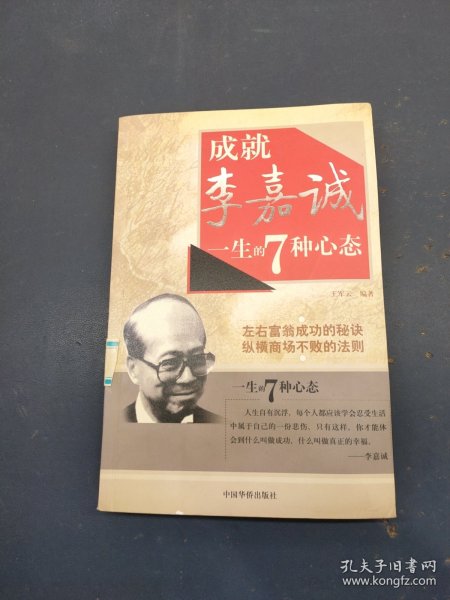 成就
李嘉诚
一生的7种心态
王军云 编著
左右富翁成功的秘诀
纵横商场不败的法则
一生的7种心态
人生自有沉浮，每个人都应该学会忍受生活
中属于自己的一份悲伤，只有这样，你才能体
会到什么叫做成功，什么叫做真正的幸福。
——李嘉诚
中国华侨出版社
孔夫子旧书网
www.kongfz.com